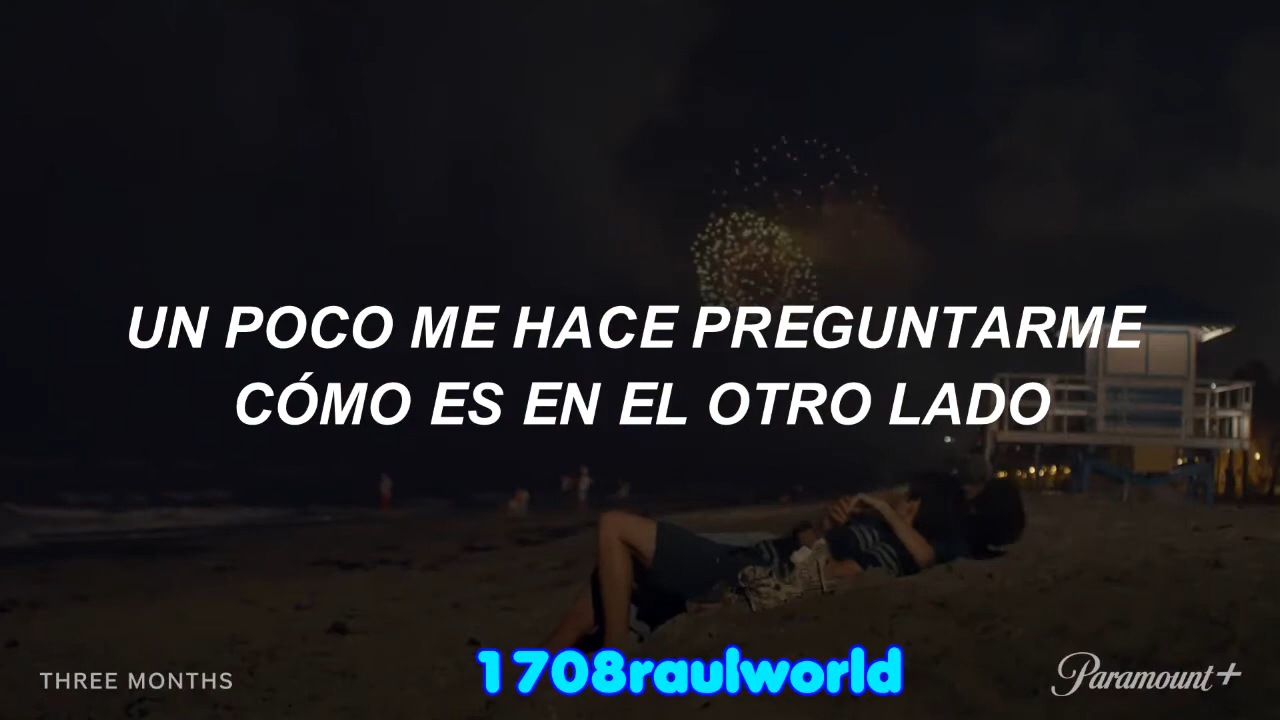 UN POCO ME HACE PREGUNTARME
CÓMO ES EN EL OTRO LADO
1708raulworld
THREE MONTHS
Paramount+